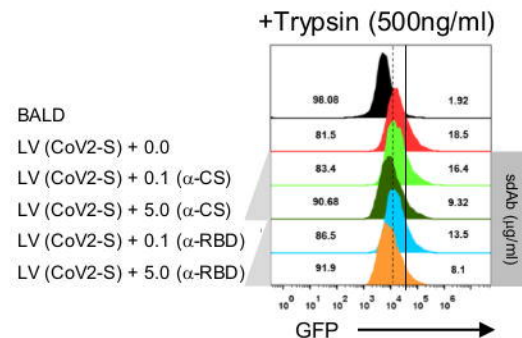 +Trypsin (500ng/ml)
BALD 98.08 1.92
LV (CoV2-S) + 0.0 81.5 18.5
LV (CoV2-S) + 0.1 (α-CS) 83.4 16.4
LV (CoV2-S) + 5.0 (α-CS) 90.68 9.32
LV (CoV2-S) + 0.1 (α-RBD) 86.5 13.5
LV (CoV2-S) + 5.0 (α-RBD) 91.9 8.1
sdAb (µg/ml)
10⁰ 10¹ 10² 10³ 10⁴ 10⁵ 10⁶
GFP